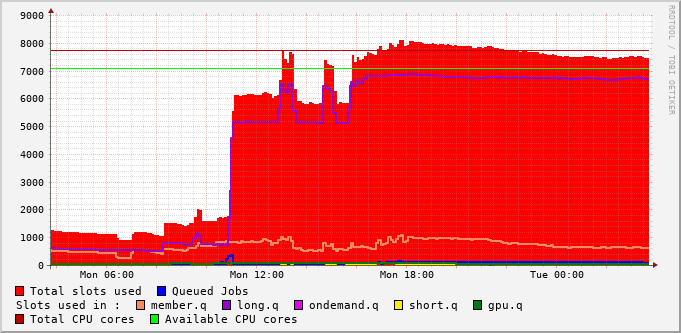 9000
8000
7000
6000
5000
4000
3000
2000
1000
0
Mon 06:00 Mon 12:00 Mon 18:00 Tue 00:00
RRDTOOL / TOBI OETIKER
Total slots used Queued Jobs
Slots used in : member.q long.q ondemand.q short.q gpu.q
Total CPU cores Available CPU cores